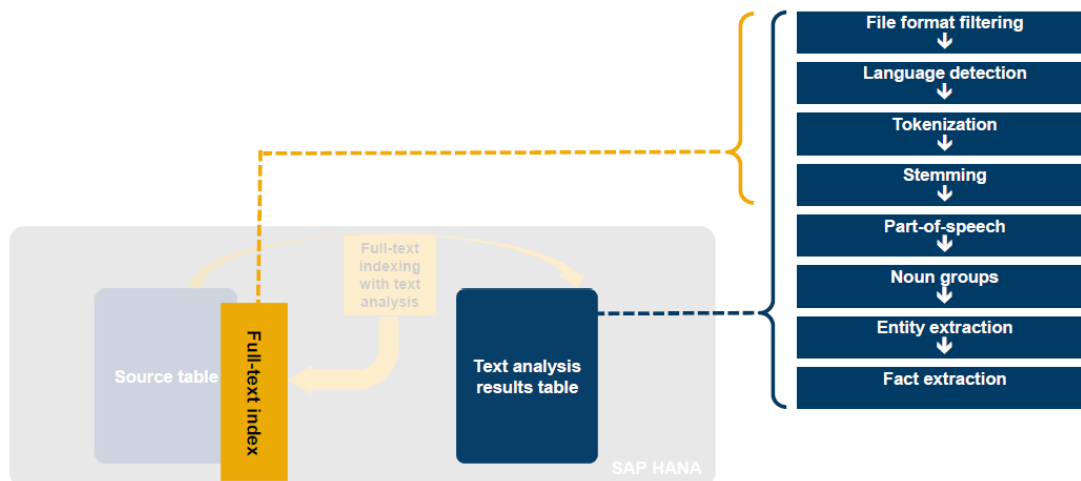 File format filtering
Language detection
Tokenization
Stemming
Part-of-speech
Noun groups
Entity extraction
Fact extraction
Full-text
indexing
with text
analysis
Source table
Full-text index
Text analysis
results table
SAP HANA